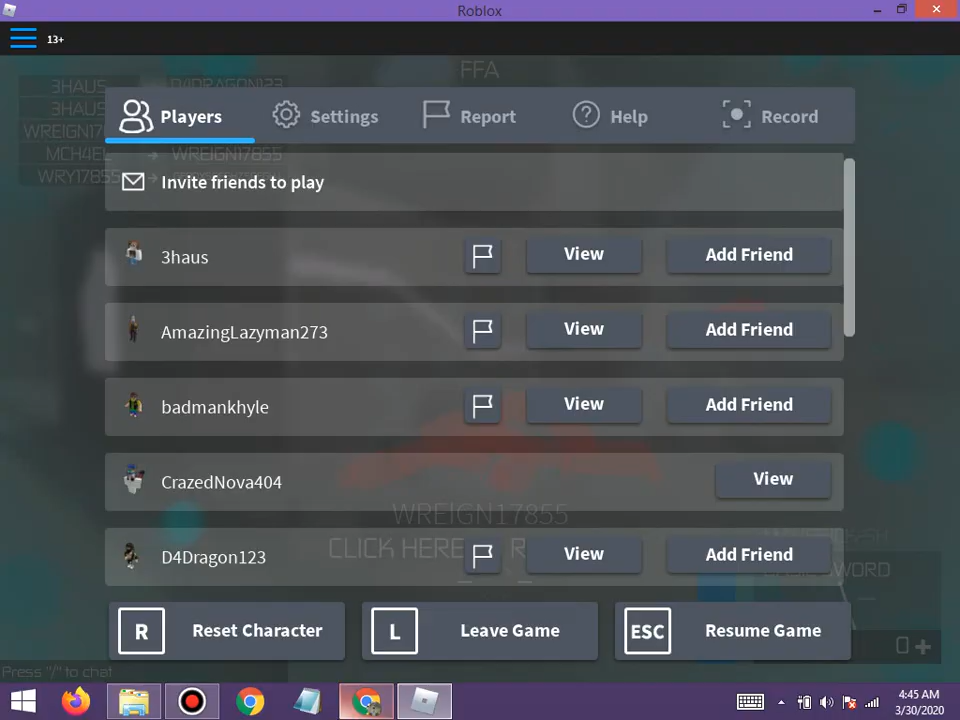 Roblox
13+
FFA
3HAUS D4DRAGON123
3HAUS
WREIGN17
MCH4EL → WREIGN17855
WRY17855 →
Players Settings Report Help Record
Invite friends to play
3haus View Add Friend
AmazingLazyman273 View Add Friend
badmankhyle View Add Friend
CrazedNova404 View
WREIGN17855
CLICK HERE
D4Dragon123 View Add Friend
R Reset Character L Leave Game ESC Resume Game
Press "/" to chat
0
4:45 AM
3/30/2020